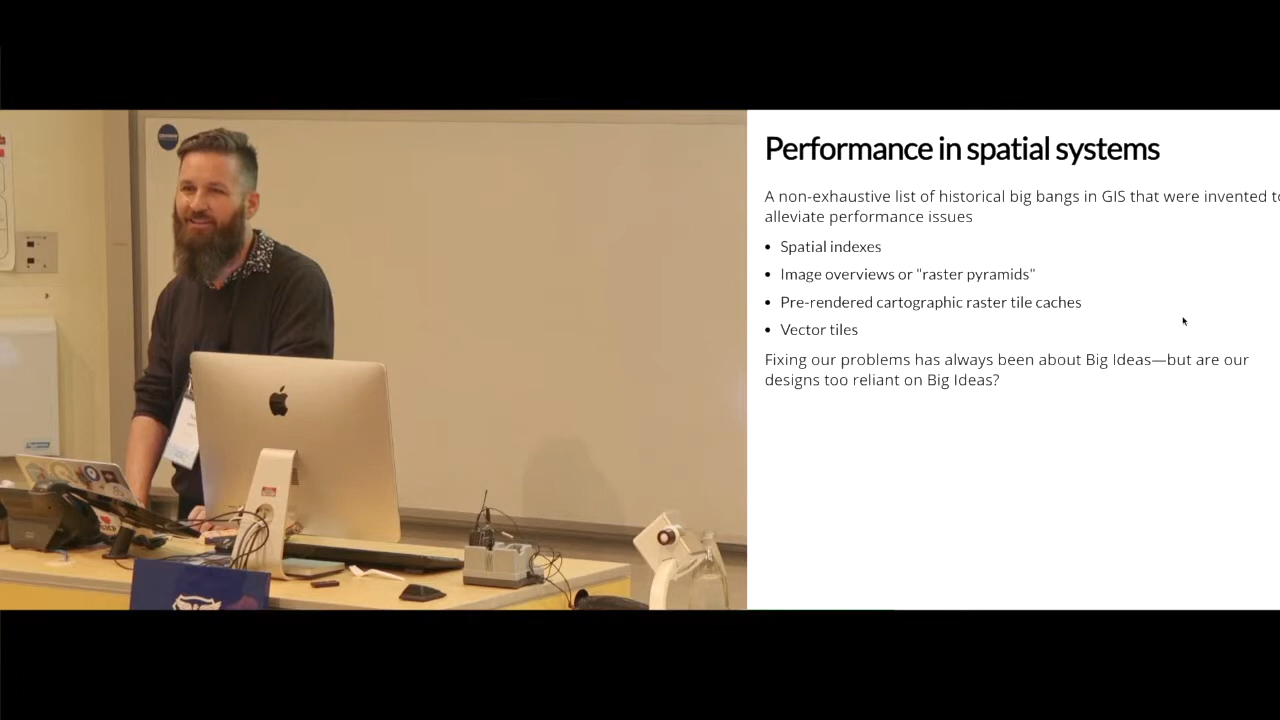 Performance in spatial systems
A non-exhaustive list of historical big bangs in GIS that were invented to
alleviate performance issues
• Spatial indexes
• Image overviews or "raster pyramids"
• Pre-rendered cartographic raster tile caches
• Vector tiles
Fixing our problems has always been about Big Ideas—but are our
designs too reliant on Big Ideas?